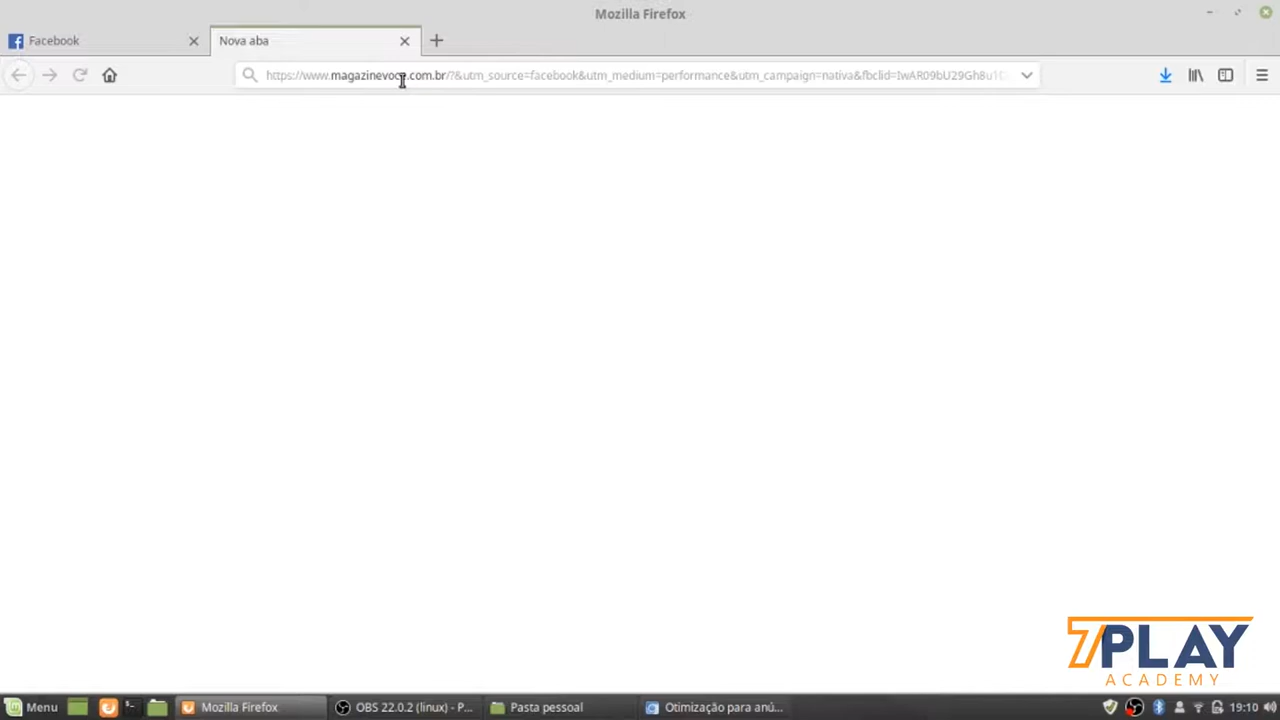 Mozilla Firefox
Facebook
Nova aba
https://www.magazinevoce.com.br/?&utm_source=facebook&utm_medium=performance&utm_campaign=nativa&fbclid=IwAR09bU29Gh8u1
7PLAY
ACADEMY
Menu
Mozilla Firefox
OBS 22.0.2 (linux) - P...
Pasta pessoal
Otimização para anú...
19:10